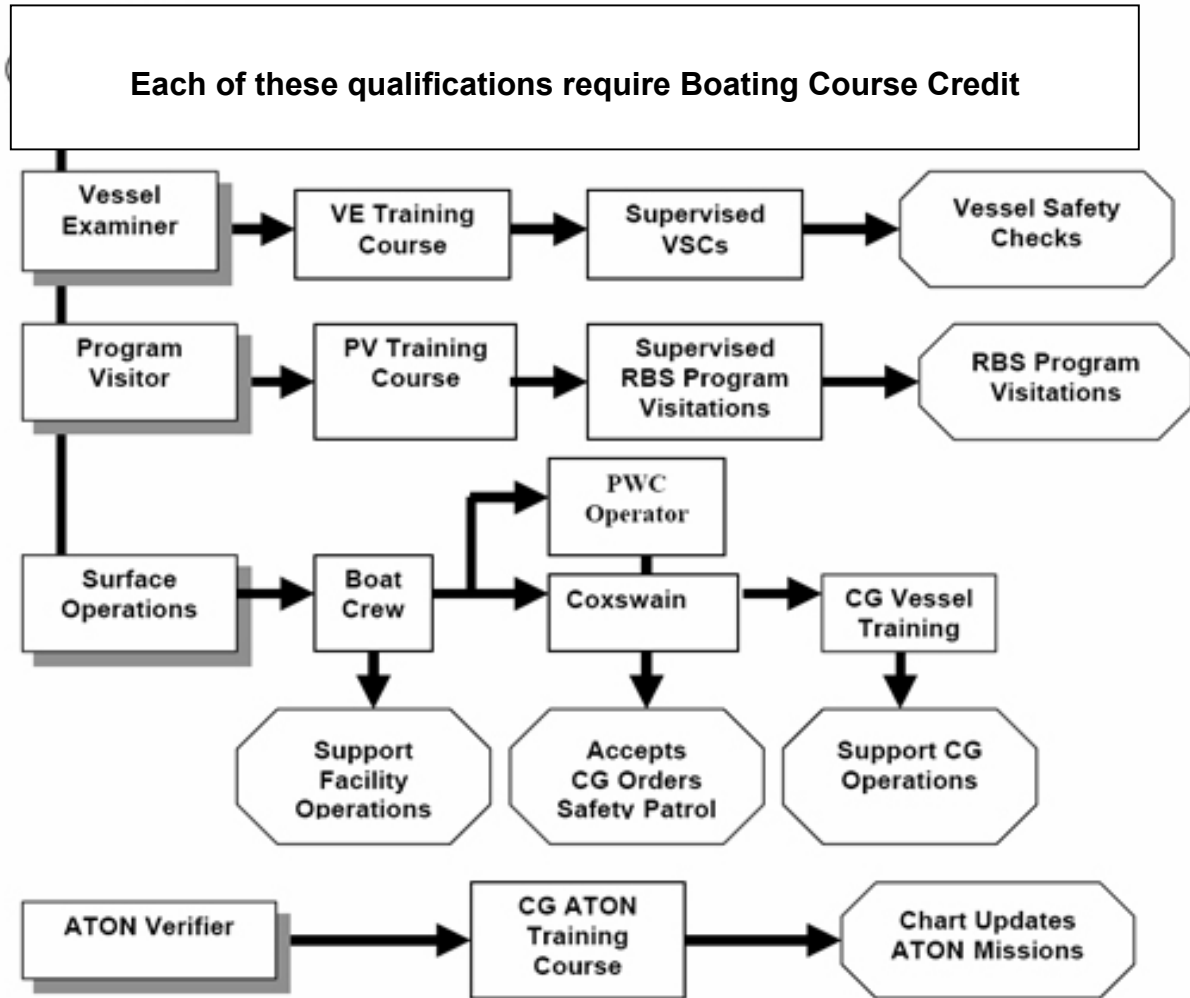 Each of these qualifications require Boating Course Credit
Vessel
Examiner
VE Training
Course
Supervised
VSCs
Vessel Safety
Checks
Program
Visitor
PV Training
Course
Supervised
RBS Program
Visitations
RBS Program
Visitations
PWC
Operator
Surface
Operations
Boat
Crew
Coxswain
CG Vessel
Training
Support
Facility
Operations
Accepts
CG Orders
Safety Patrol
Support CG
Operations
ATON Verifier
CG ATON
Training
Course
Chart Updates
ATON Missions